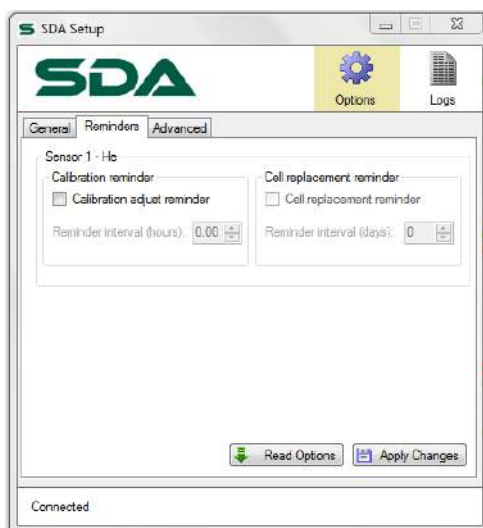 SDA Setup
SDA
Options
Logs
General Reminders Advanced
Sensor 1 - He
Calibration reminder
Calibration adjust reminder
Reminder interval (hours): 0.00
Cell replacement reminder
Cell replacement reminder
Reminder interval (days): 0
Read Options
Apply Changes
Connected